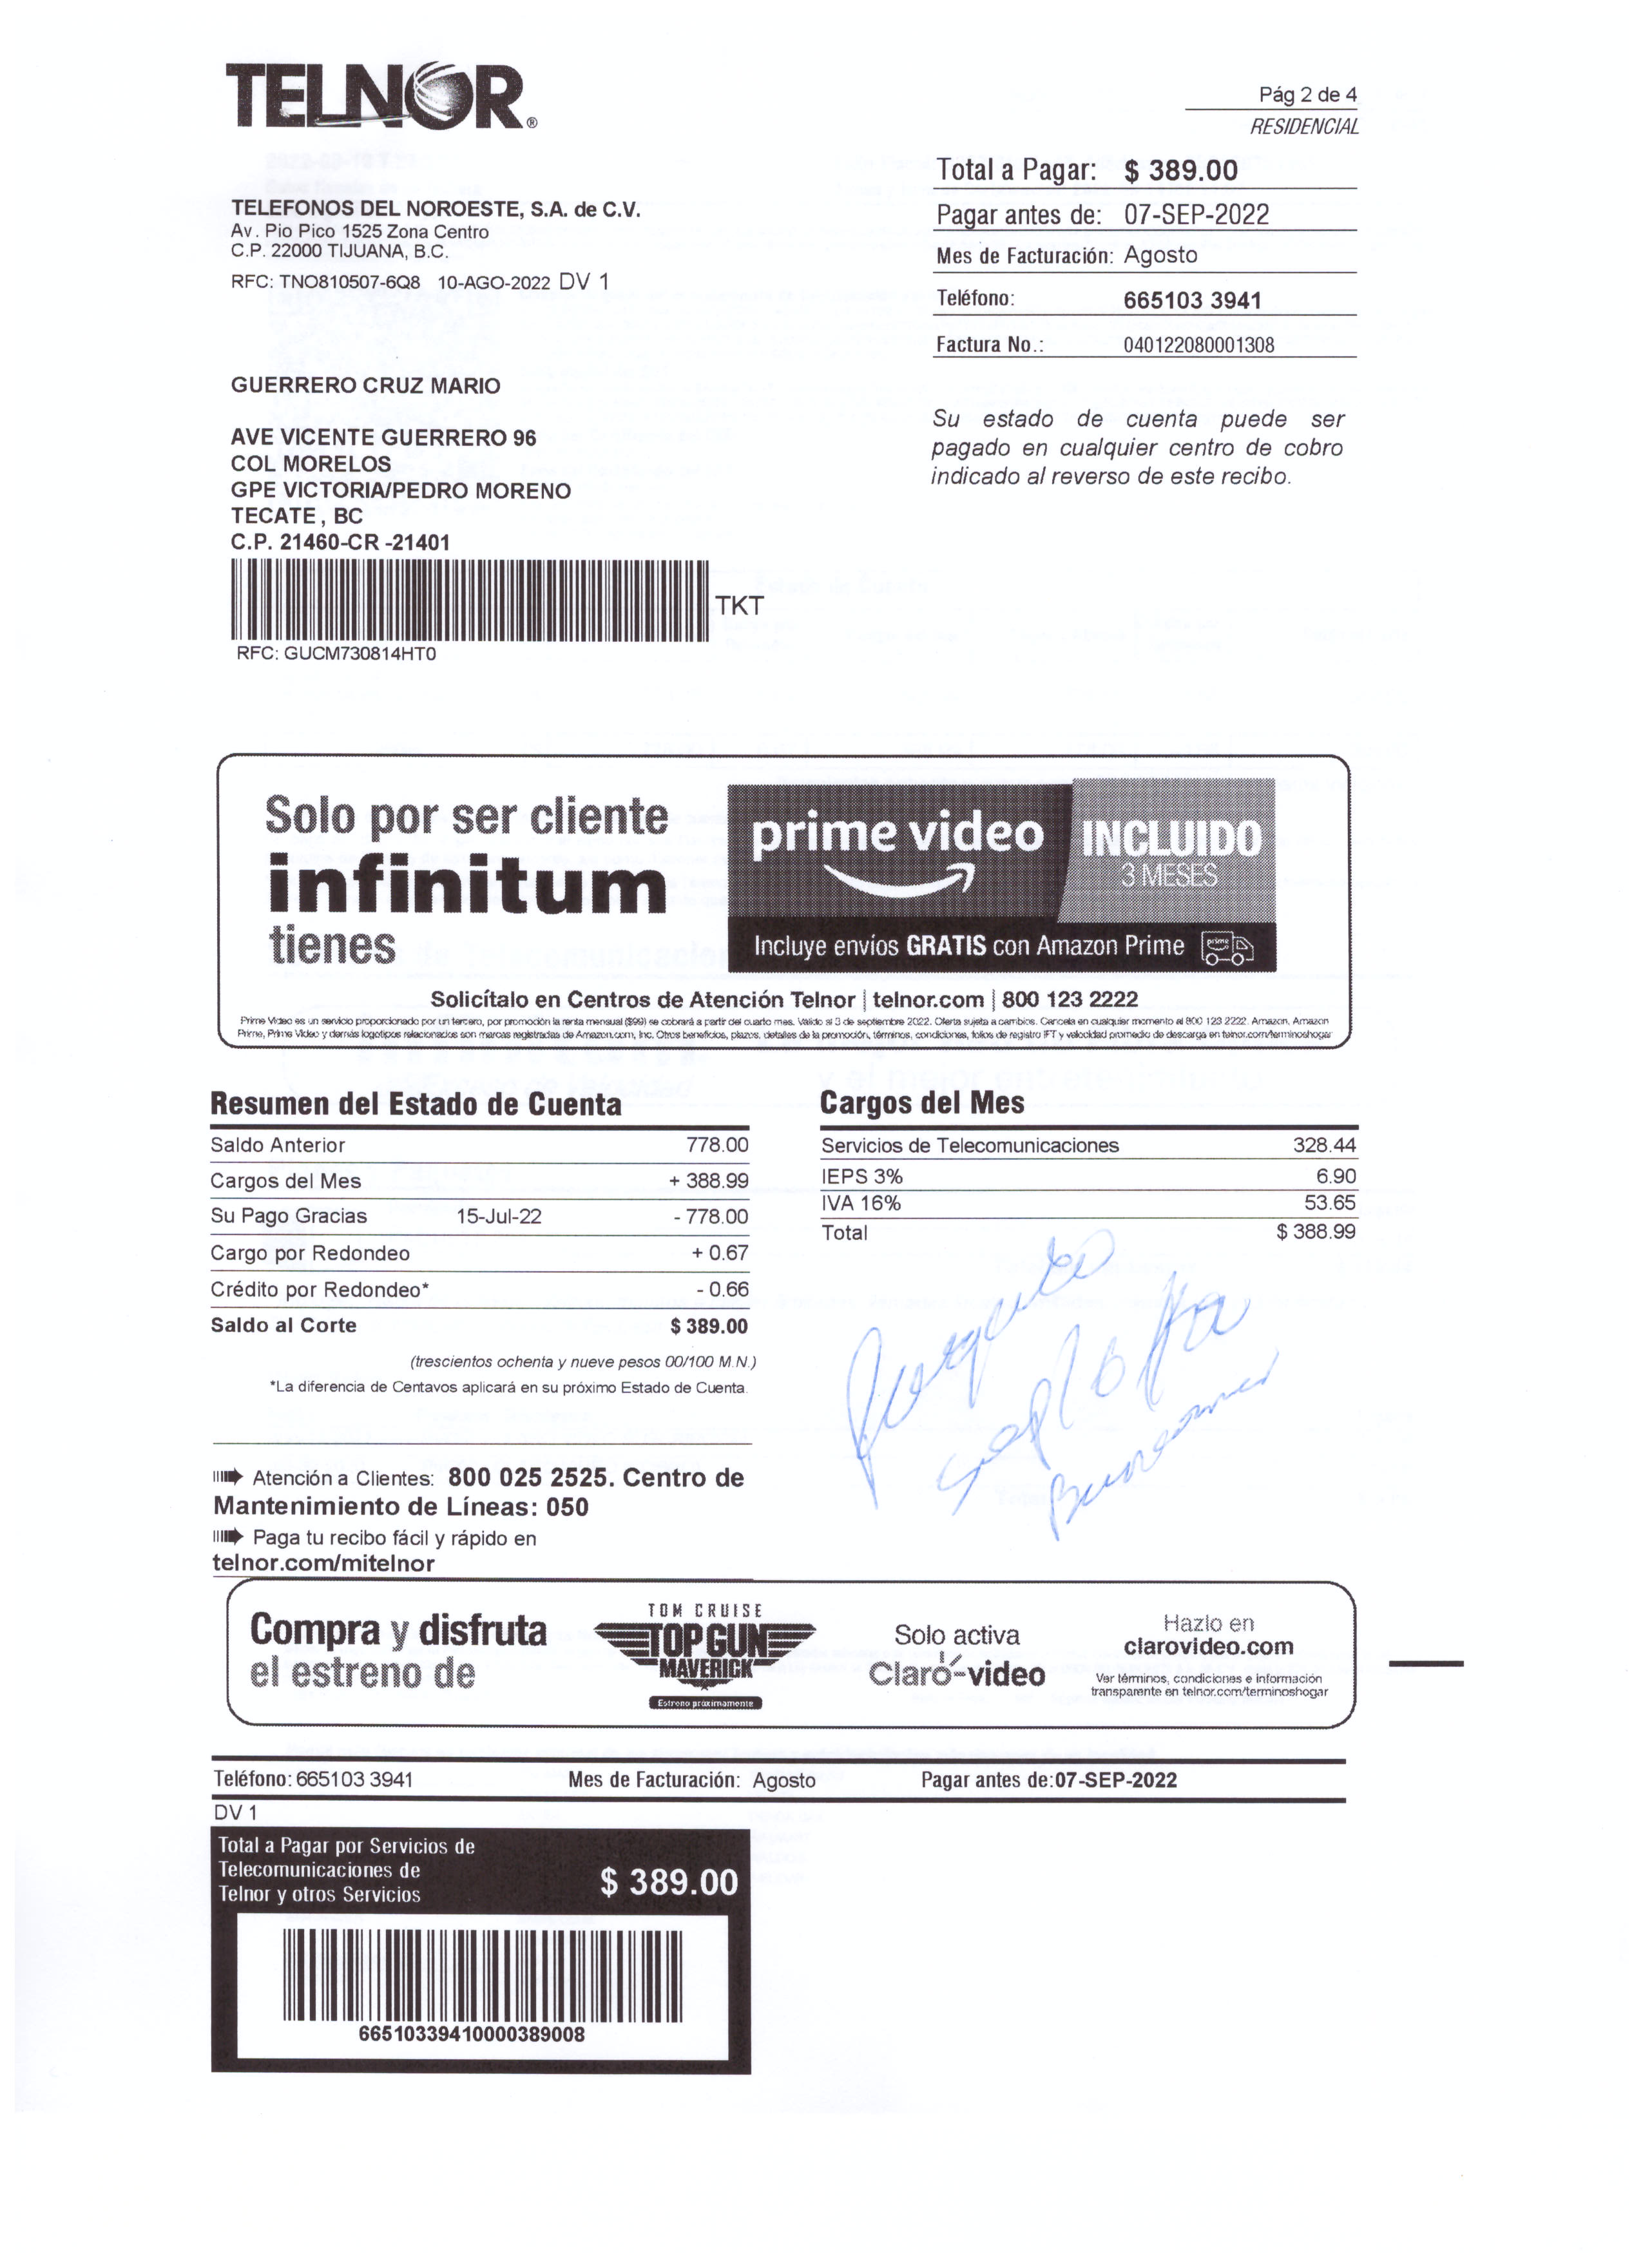 TELNOR®
Pág 2 de 4
RESIDENCIAL
Total a Pagar: $ 389.00
Pagar antes de: 07-SEP-2022
Mes de Facturación: Agosto
Teléfono: 665103 3941
Factura No.: 040122080001308
TELEFONOS DEL NOROESTE, S.A. de C.V.
Av. Pio Pico 1525 Zona Centro
C.P. 22000 TIJUANA, B.C.
RFC: TNO810507-6Q8 10-AGO-2022 DV 1
GUERRERO CRUZ MARIO
AVE VICENTE GUERRERO 96
COL MORELOS
GPE VICTORIA/PEDRO MORENO
TECATE , BC
C.P. 21460-CR -21401
TKT
RFC: GUCM730814HT0
Su estado de cuenta puede ser
pagado en cualquier centro de cobro
indicado al reverso de este recibo.
Solo por ser cliente
infinitum
tienes
prime video
INCLUIDO
3 MESES
Incluye envíos GRATIS con Amazon Prime
prime
Solicítalo en Centros de Atención Telnor | telnor.com | 800 123 2222
Prime Video es un servicio proporcionado por un tercero, por promoción la renta mensual ($99) se cobrará a partir del cuarto mes. Válido al 3 de septiembre 2022. Oferta sujeta a cambios. Cancela en cualquier momento al 800 123 2222. Amazon, Amazon
Prime, Prime Video y demás logotipos relacionados son marcas registradas de Amazon.com, Inc. Otros beneficios, plazos, detalles de la promoción, términos, condiciones, folios de registro IFT y velocidad promedio de descarga en telnor.com/terminoshogar
Resumen del Estado de Cuenta
Saldo Anterior 778.00
Cargos del Mes + 388.99
Su Pago Gracias 15-Jul-22 - 778.00
Cargo por Redondeo + 0.67
Crédito por Redondeo* - 0.66
Saldo al Corte $ 389.00
(trescientos ochenta y nueve pesos 00/100 M.N.)
*La diferencia de Centavos aplicará en su próximo Estado de Cuenta.
Cargos del Mes
Servicios de Telecomunicaciones 328.44
IEPS 3% 6.90
IVA 16% 53.65
Total $ 388.99
Atención a Clientes: 800 025 2525. Centro de
Mantenimiento de Líneas: 050
Paga tu recibo fácil y rápido en
telnor.com/mitelnor
Compra y disfruta
el estreno de
TOM CRUISE
TOP GUN
MAVERICK
Estreno próximamente
Solo activa
Claro-video
Hazlo en
clarovideo.com
Ver términos, condiciones e información
transparente en telnor.com/terminoshogar
Teléfono: 665103 3941 Mes de Facturación: Agosto Pagar antes de:07-SEP-2022
DV 1
Total a Pagar por Servicios de
Telecomunicaciones de
Telnor y otros Servicios
$ 389.00
66510339410000389008